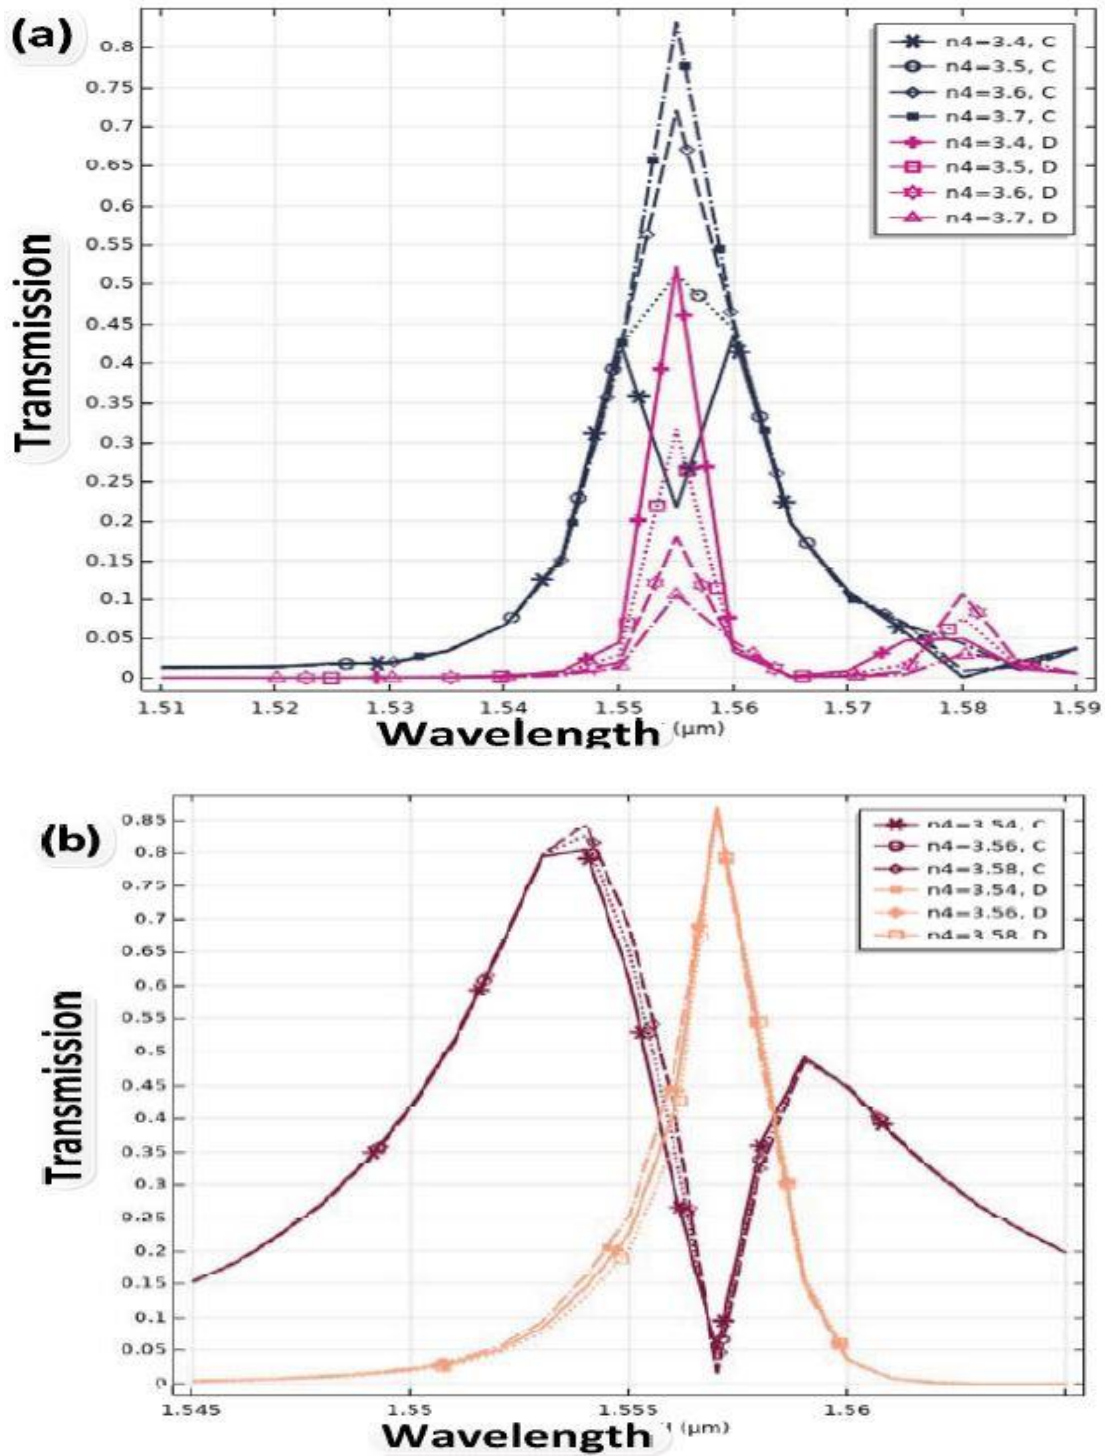 (a)
Transmission
0.8
0.75
0.7
0.65
0.6
0.55
0.5
0.45
0.4
0.35
0.3
0.25
0.2
0.15
0.1
0.05
0
n4=3.4, C
n4=3.5, C
n4=3.6, C
n4=3.7, C
n4=3.4, D
n4=3.5, D
n4=3.6, D
n4=3.7, D
1.51 1.52 1.53 1.54 1.55 1.56 1.57 1.58 1.59
Wavelength (µm)
(b)
Transmission
0.85
0.8
0.75
0.7
0.65
0.6
0.55
0.5
0.45
0.4
0.35
0.3
0.25
0.2
0.15
0.1
0.05
0
n4=3.54, C
n4=3.56, C
n4=3.58, C
n4=3.54, D
n4=3.56, D
n4=3.58, D
1.545 1.55 1.555 1.56
Wavelength (µm)